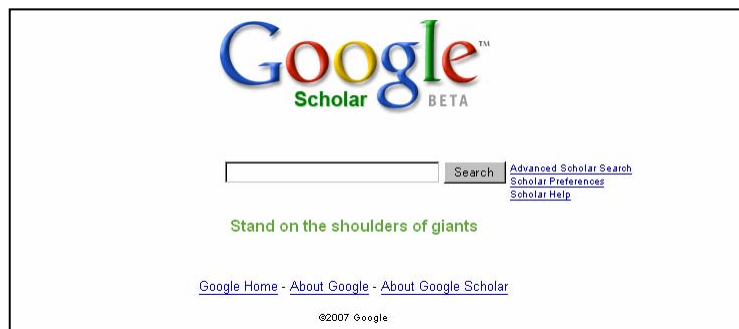 Google™
Scholar BETA
Search
Advanced Scholar Search
Scholar Preferences
Scholar Help
Stand on the shoulders of giants
Google Home - About Google - About Google Scholar
©2007 Google